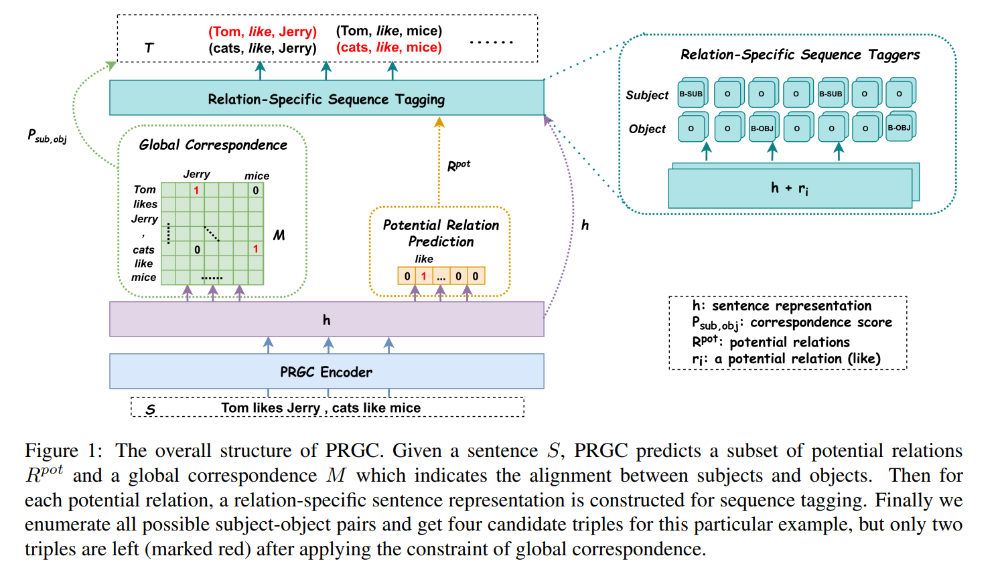 T
(Tom, like, Jerry) (Tom, like, mice)
(cats, like, Jerry) (cats, like, mice)
......
Relation-Specific Sequence Tagging
Psub,obj
Global Correspondence
Jerry mice
Tom 1 0
likes
Jerry
,
cats 0 1
like
mice ......
M
Rpot
Potential Relation
Prediction
like
0 1 ... 0 0
h
h
PRGC Encoder
S Tom likes Jerry , cats like mice
Relation-Specific Sequence Taggers
Subject B-SUB O O O B-SUB O O
Object O O B-OBJ O O O B-OBJ
h + ri
h: sentence representation
Psub,obj: correspondence score
Rpot: potential relations
ri: a potential relation (like)
Figure 1: The overall structure of PRGC. Given a sentence S, PRGC predicts a subset of potential relations
Rpot and a global correspondence M which indicates the alignment between subjects and objects. Then for
each potential relation, a relation-specific sentence representation is constructed for sequence tagging. Finally we
enumerate all possible subject-object pairs and get four candidate triples for this particular example, but only two
triples are left (marked red) after applying the constraint of global correspondence.